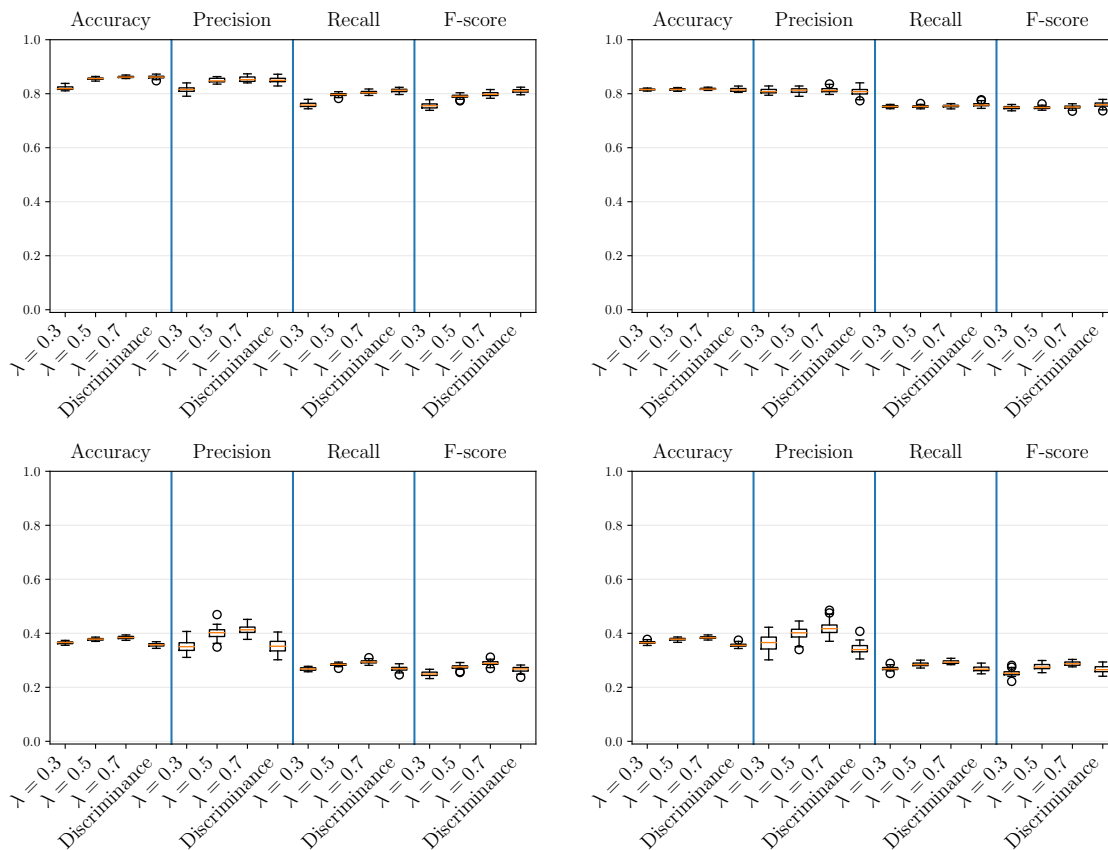 Accuracy Precision Recall F-score
1.0
0.8
0.6
0.4
0.2
0.0
λ = 0.3
λ = 0.5
λ = 0.7
Discriminance
λ = 0.3
λ = 0.5
λ = 0.7
Discriminance
λ = 0.3
λ = 0.5
λ = 0.7
Discriminance
λ = 0.3
λ = 0.5
λ = 0.7
Discriminance
Accuracy Precision Recall F-score
1.0
0.8
0.6
0.4
0.2
0.0
λ = 0.3
λ = 0.5
λ = 0.7
Discriminance
λ = 0.3
λ = 0.5
λ = 0.7
Discriminance
λ = 0.3
λ = 0.5
λ = 0.7
Discriminance
λ = 0.3
λ = 0.5
λ = 0.7
Discriminance
Accuracy Precision Recall F-score
1.0
0.8
0.6
0.4
0.2
0.0
λ = 0.3
λ = 0.5
λ = 0.7
Discriminance
λ = 0.3
λ = 0.5
λ = 0.7
Discriminance
λ = 0.3
λ = 0.5
λ = 0.7
Discriminance
λ = 0.3
λ = 0.5
λ = 0.7
Discriminance
Accuracy Precision Recall F-score
1.0
0.8
0.6
0.4
0.2
0.0
λ = 0.3
λ = 0.5
λ = 0.7
Discriminance
λ = 0.3
λ = 0.5
λ = 0.7
Discriminance
λ = 0.3
λ = 0.5
λ = 0.7
Discriminance
λ = 0.3
λ = 0.5
λ = 0.7
Discriminance